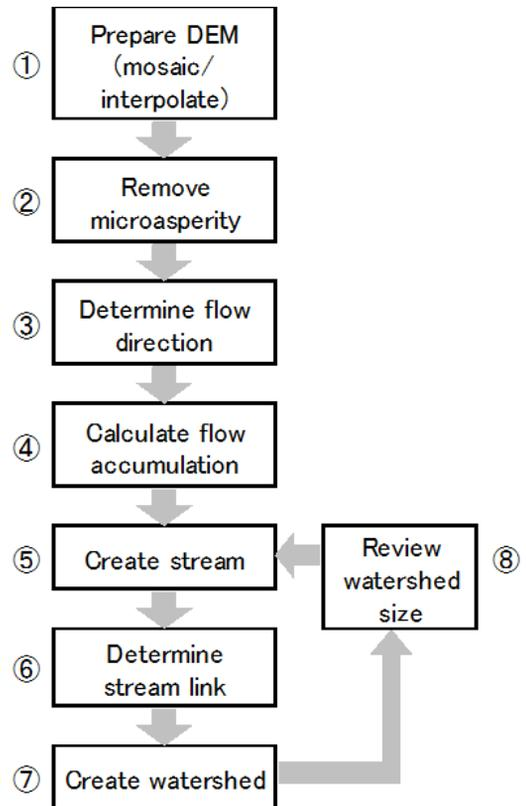 ①
Prepare DEM
(mosaic/
interpolate)
②
Remove
microasperity
③
Determine flow
direction
④
Calculate flow
accumulation
⑤
Create stream
Review
watershed
size
⑧
⑥
Determine
stream link
⑦
Create watershed